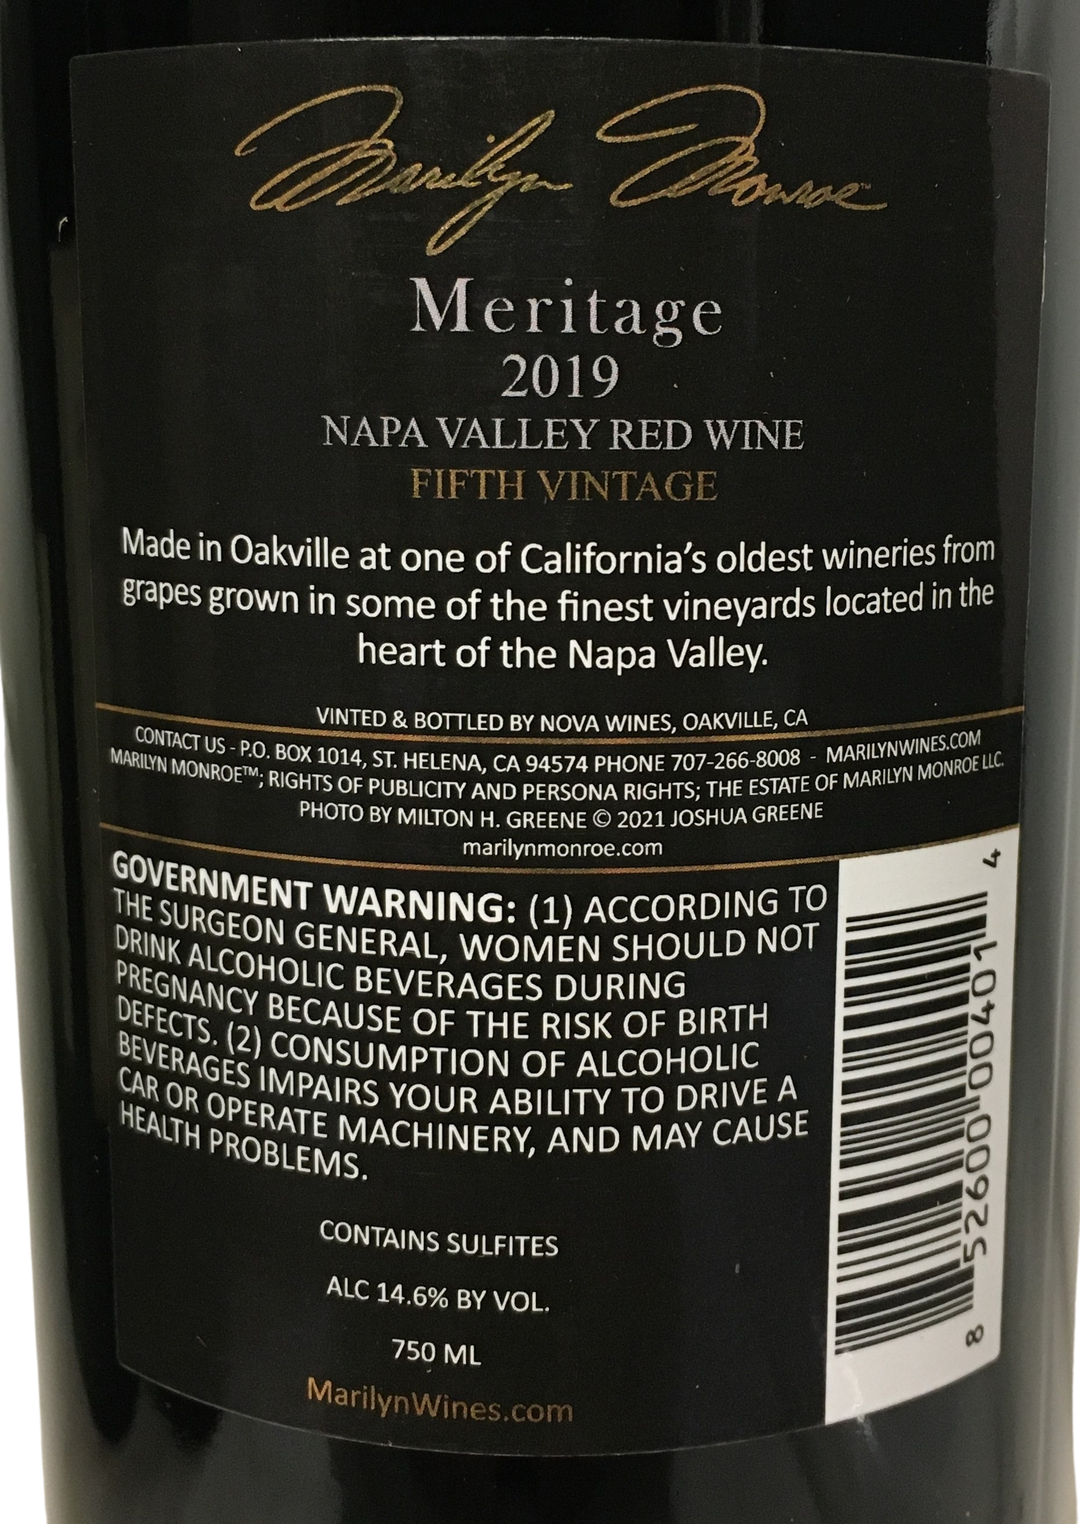 Marilyn Monroe™
Meritage
2019
NAPA VALLEY RED WINE
FIFTH VINTAGE
Made in Oakville at one of California's oldest wineries from
grapes grown in some of the finest vineyards located in the
heart of the Napa Valley.
VINTED & BOTTLED BY NOVA WINES, OAKVILLE, CA
CONTACT US - P.O. BOX 1014, ST. HELENA, CA 94574 PHONE 707-266-8008 - MARILYNWINES.COM
MARILYN MONROE™; RIGHTS OF PUBLICITY AND PERSONA RIGHTS; THE ESTATE OF MARILYN MONROE LLC.
PHOTO BY MILTON H. GREENE © 2021 JOSHUA GREENE
marilynmonroe.com
GOVERNMENT WARNING: (1) ACCORDING TO
THE SURGEON GENERAL, WOMEN SHOULD NOT
DRINK ALCOHOLIC BEVERAGES DURING
PREGNANCY BECAUSE OF THE RISK OF BIRTH
DEFECTS. (2) CONSUMPTION OF ALCOHOLIC
BEVERAGES IMPAIRS YOUR ABILITY TO DRIVE A
CAR OR OPERATE MACHINERY, AND MAY CAUSE
HEALTH PROBLEMS.
CONTAINS SULFITES
ALC 14.6% BY VOL.
750 ML
MarilynWines.com
8 52600 00401 4